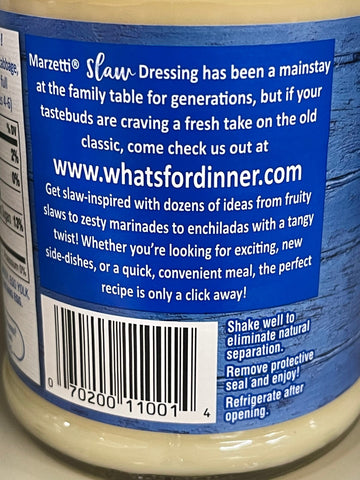 Marzetti® Slaw Dressing has been a mainstay
at the family table for generations, but if your
tastebuds are craving a fresh take on the old
classic, come check us out at
www.whatsfordinner.com
Get slaw-inspired with dozens of ideas from fruity
slaws to zesty marinades to enchiladas with a tangy
twist! Whether you're looking for exciting, new
side-dishes, or a quick, convenient meal, the perfect
recipe is only a click away!
Shake well to
eliminate natural
separation.
Remove protective
seal and enjoy!
Refrigerate after
opening.
0 70200 11001 4
2%
0%